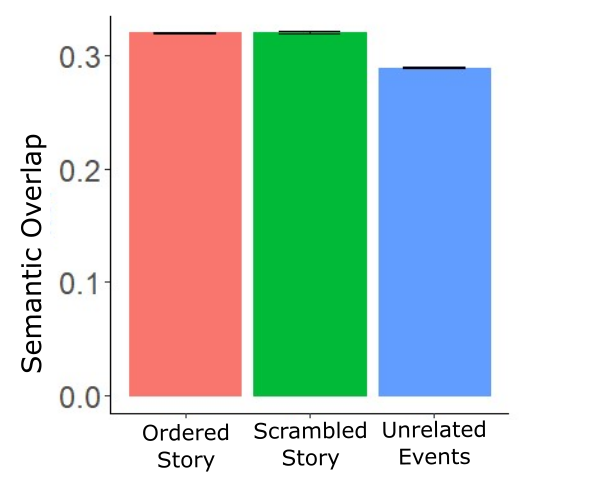 Semantic Overlap
0.3
0.2
0.1
0.0
Ordered Story
Scrambled Story
Unrelated Events